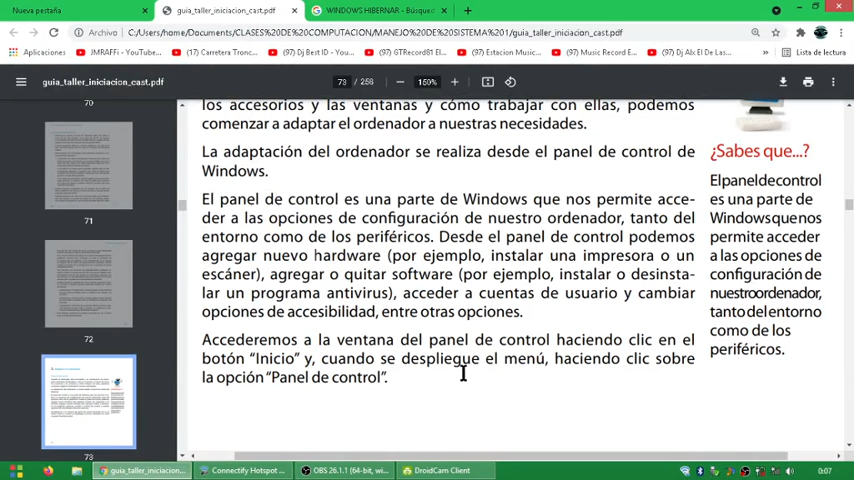 Nueva pestaña
guia_taller_iniciacion_cast.pdf
WINDOWS HIBERNAR - Búsqued
Archivo C:/Users/home/Documents/CLASES%20DE%20COMPUTACION/MANEJO%20DE%20SISTEMA%201/guia_taller_iniciacion_cast.pdf
Aplicaciones
JMRAFFi - YouTube
(17) Carretera Tronc...
(97) Dj Best ID - You...
(97) GTRecord81 El...
(97) Estacion Music...
(97) Music Record E...
(97) Dj Alx El De Las...
Lista de lectura
guia_taller_iniciacion_cast.pdf
73 / 256
150%
70
71
72
73
los accesorios y las ventanas y cómo trabajar con ellas, podemos
comenzar a adaptar el ordenador a nuestras necesidades.
La adaptación del ordenador se realiza desde el panel de control de
Windows.
El panel de control es una parte de Windows que nos permite acce-
der a las opciones de configuración de nuestro ordenador, tanto del
entorno como de los periféricos. Desde el panel de control podemos
agregar nuevo hardware (por ejemplo, instalar una impresora o un
escáner), agregar o quitar software (por ejemplo, instalar o desinsta-
lar un programa antivirus), acceder a cuentas de usuario y cambiar
opciones de accesibilidad, entre otras opciones.
Accederemos a la ventana del panel de control haciendo clic en el
botón “Inicio” y, cuando se despliegue el menú, haciendo clic sobre
la opción “Panel de control”.
¿Sabes que...?
El panel de control
es una parte de
Windows que nos
permite acceder
a las opciones de
configuración de
nuestro ordenador,
tanto del entorno
como de los
periféricos.
guia_taller_iniciacion...
Connectify Hotspot ...
OBS 26.1.1 (64-bit, wi...
DroidCam Client
0:07